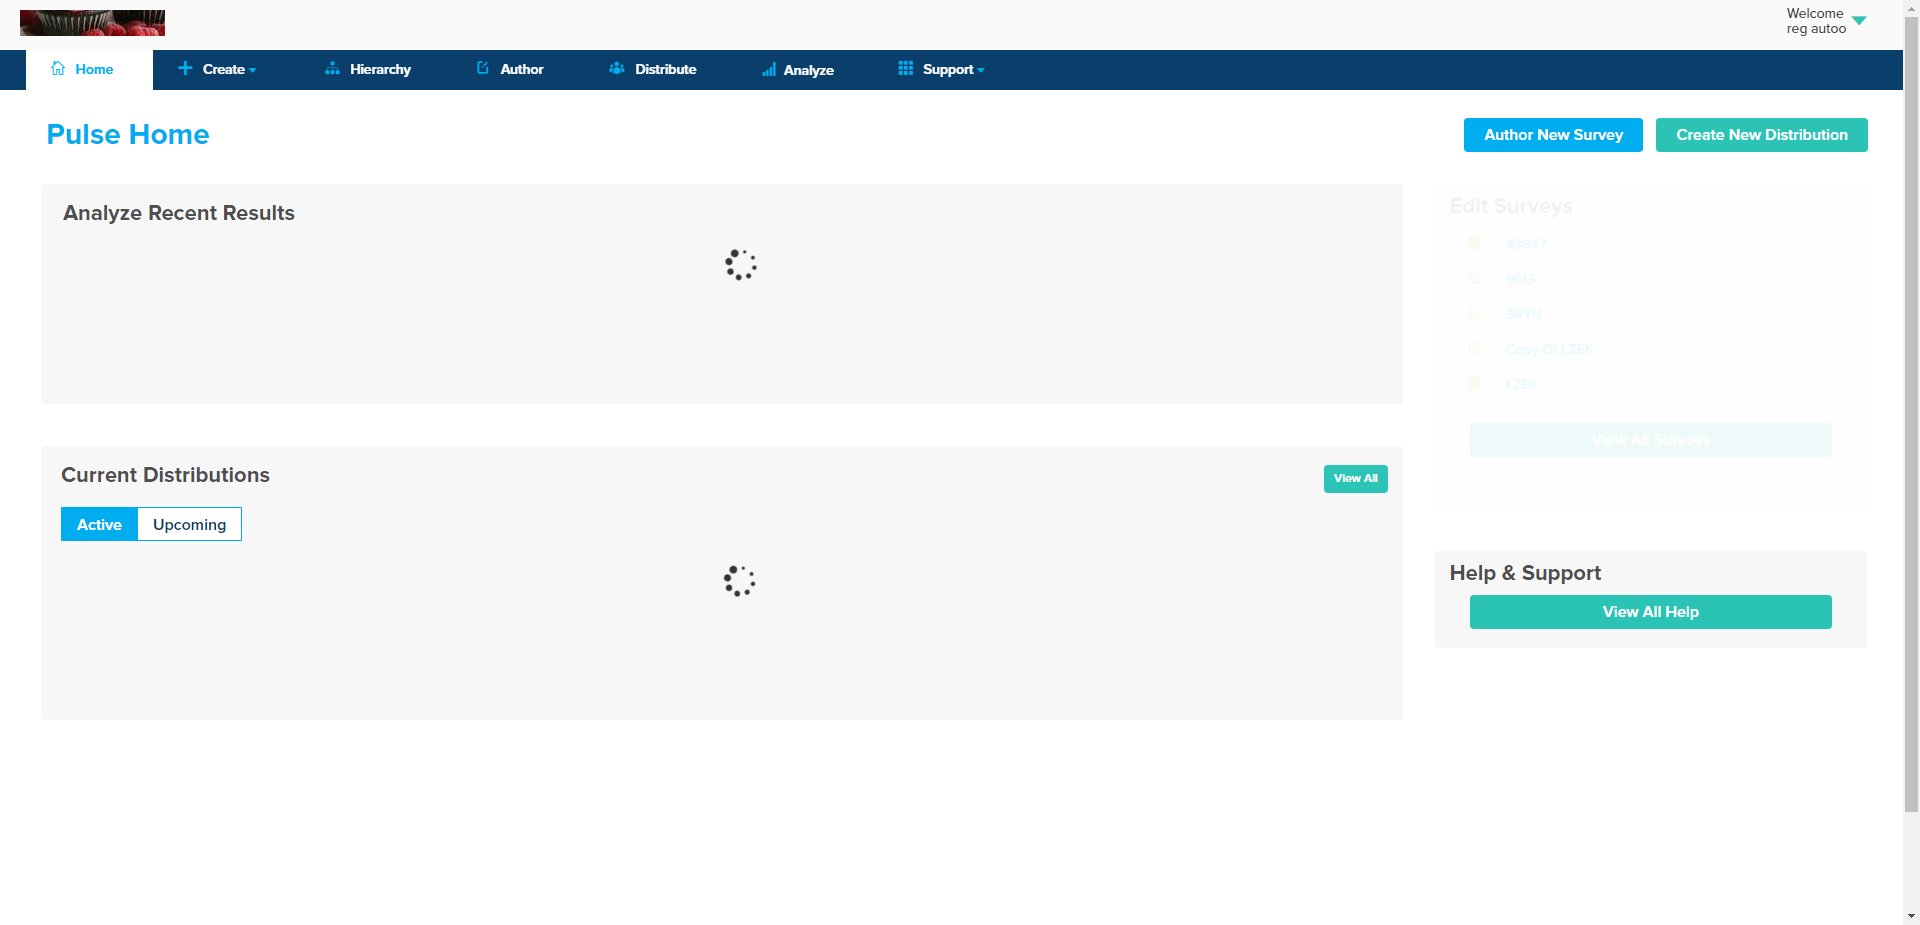 Welcome
reg autoo
Home
Create
Hierarchy
Author
Distribute
Analyze
Support
Pulse Home
Author New Survey
Create New Distribution
Analyze Recent Results
Edit Surveys
43647
9RYN
Copy Of LZEK
LZEK
View All Surveys
Current Distributions
View All
Active
Upcoming
Help & Support
View All Help